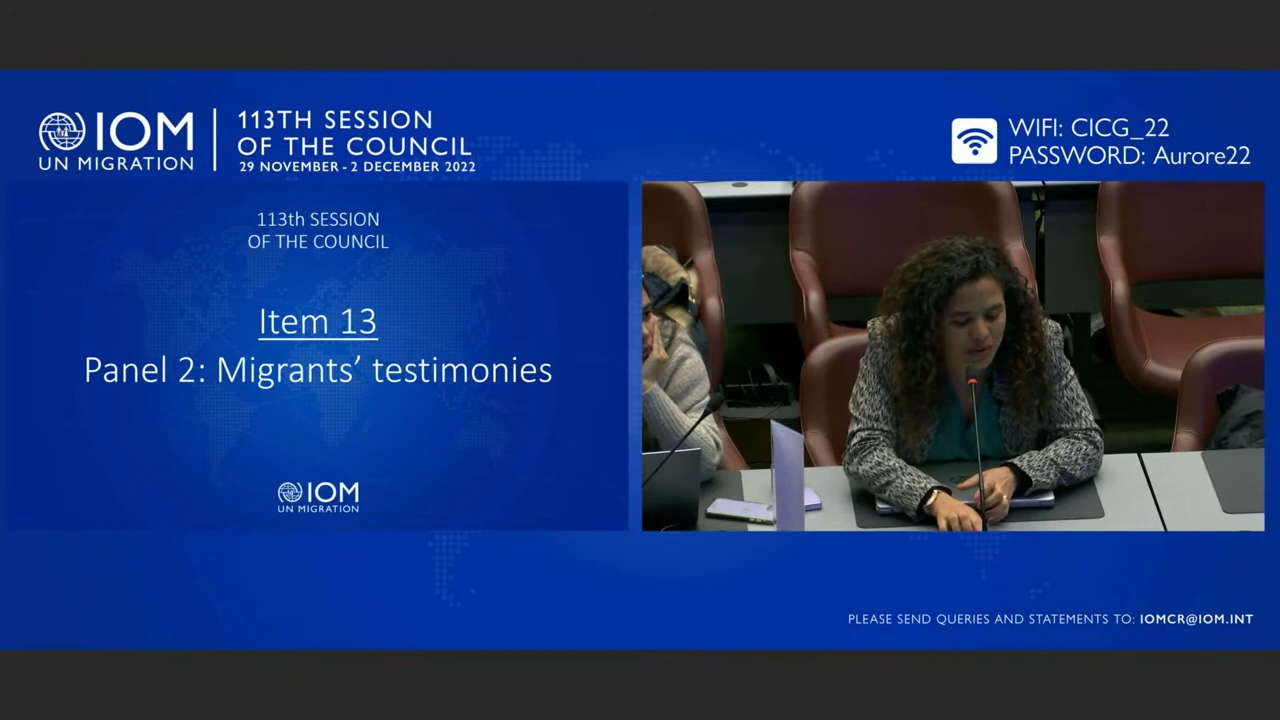 IOM
UN MIGRATION
113TH SESSION
OF THE COUNCIL
29 NOVEMBER - 2 DECEMBER 2022
WIFI: CICG_22
PASSWORD: Aurore22
113th SESSION
OF THE COUNCIL
Item 13
Panel 2: Migrants’ testimonies
IOM
UN MIGRATION
PLEASE SEND QUERIES AND STATEMENTS TO: IOMCR@IOM.INT